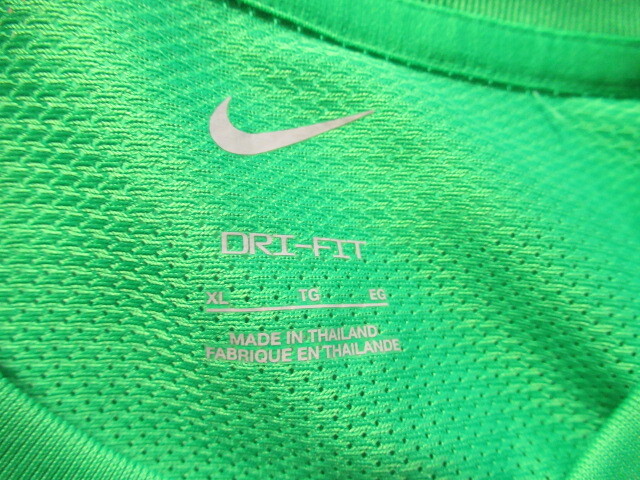 DRI-FIT
XL TG EG
MADE IN THAILAND
FABRIQUE EN THAILANDE